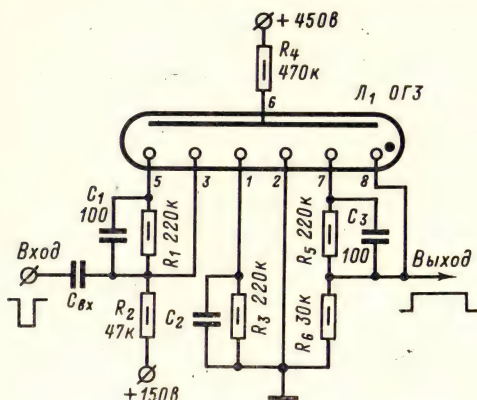 +450В
R4
470к
6
Л1 ОГ3
5
3
1
2
7
8
C1
100
R1 220к
R5 220к
C3
100
Вход
Cвх
Выход
R2
47к
C2
R3 220к
R6 30к
+150В